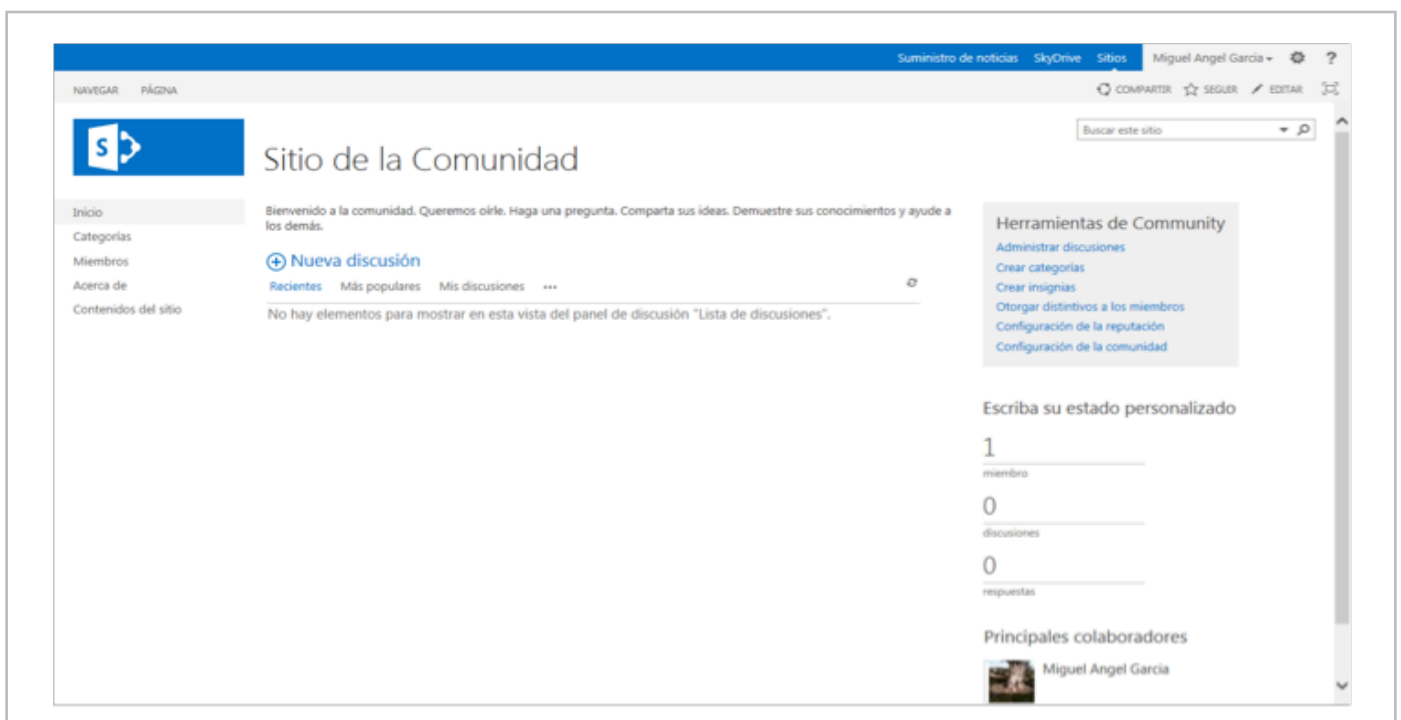 Suministro de noticias SkyDrive Sitios Miguel Angel Garcia ?
NAVEGAR PÁGINA COMPARTIR SEGUIR EDITAR
S
Buscar este sitio
Sitio de la Comunidad
Inicio
Categorías
Miembros
Acerca de
Contenidos del sitio
Bienvenido a la comunidad. Queremos oírle. Haga una pregunta. Comparta sus ideas. Demuestre sus conocimientos y ayude a
los demás.
Nueva discusión
Recientes Más populares Mis discusiones ...
No hay elementos para mostrar en esta vista del panel de discusión "Lista de discusiones".
Herramientas de Community
Administrar discusiones
Crear categorías
Crear insignias
Otorgar distintivos a los miembros
Configuración de la reputación
Configuración de la comunidad
Escriba su estado personalizado
1
miembro
0
discusiones
0
respuestas
Principales colaboradores
Miguel Angel Garcia